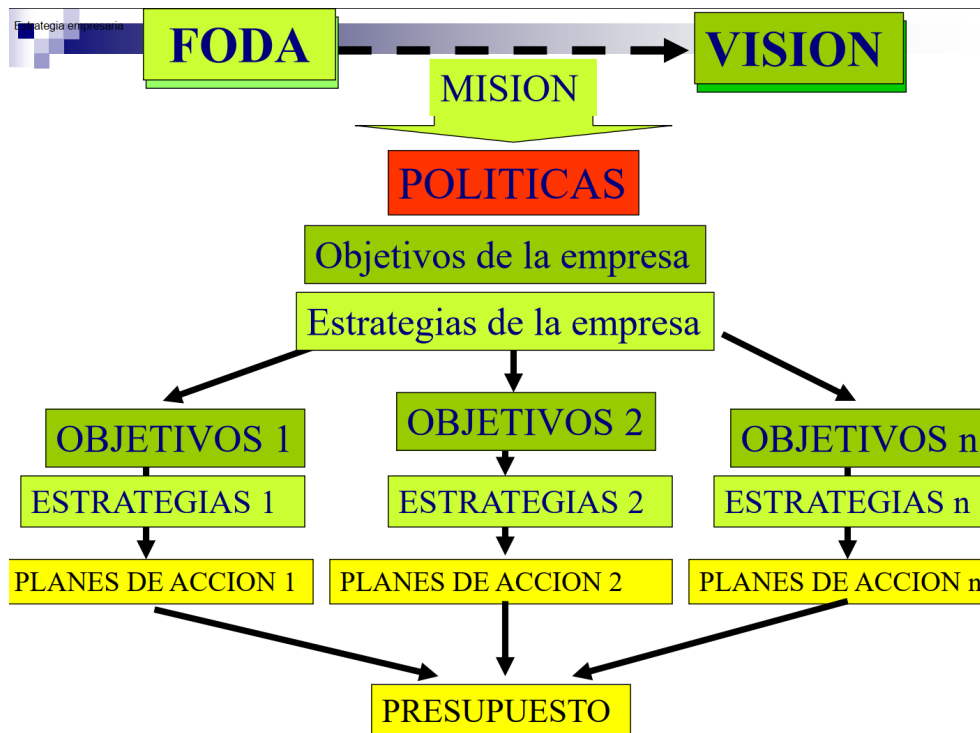 Estrategia empresaria
FODA
VISION
MISION
POLITICAS
Objetivos de la empresa
Estrategias de la empresa
OBJETIVOS 1
OBJETIVOS 2
OBJETIVOS n
ESTRATEGIAS 1
ESTRATEGIAS 2
ESTRATEGIAS n
PLANES DE ACCION 1
PLANES DE ACCION 2
PLANES DE ACCION n
PRESUPUESTO